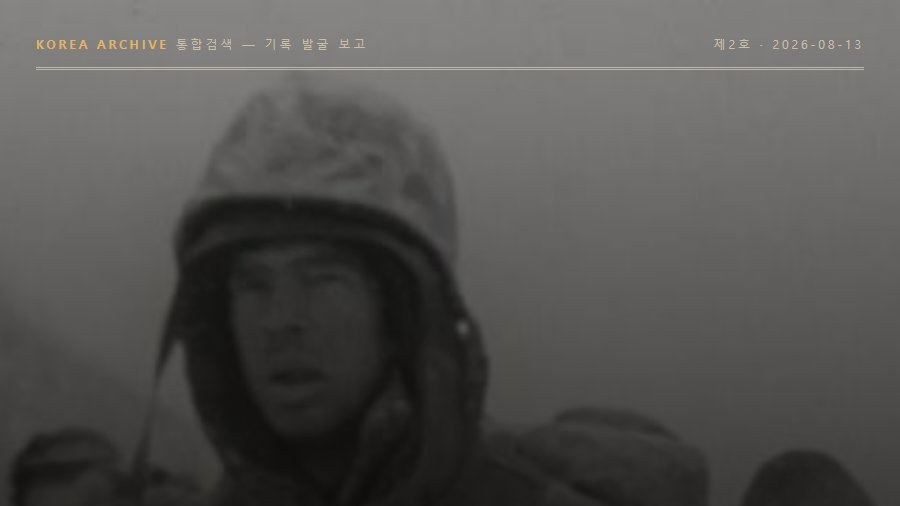 KOREA ARCHIVE 통합검색 — 기록 발굴 보고
제2호 · 2026-08-13